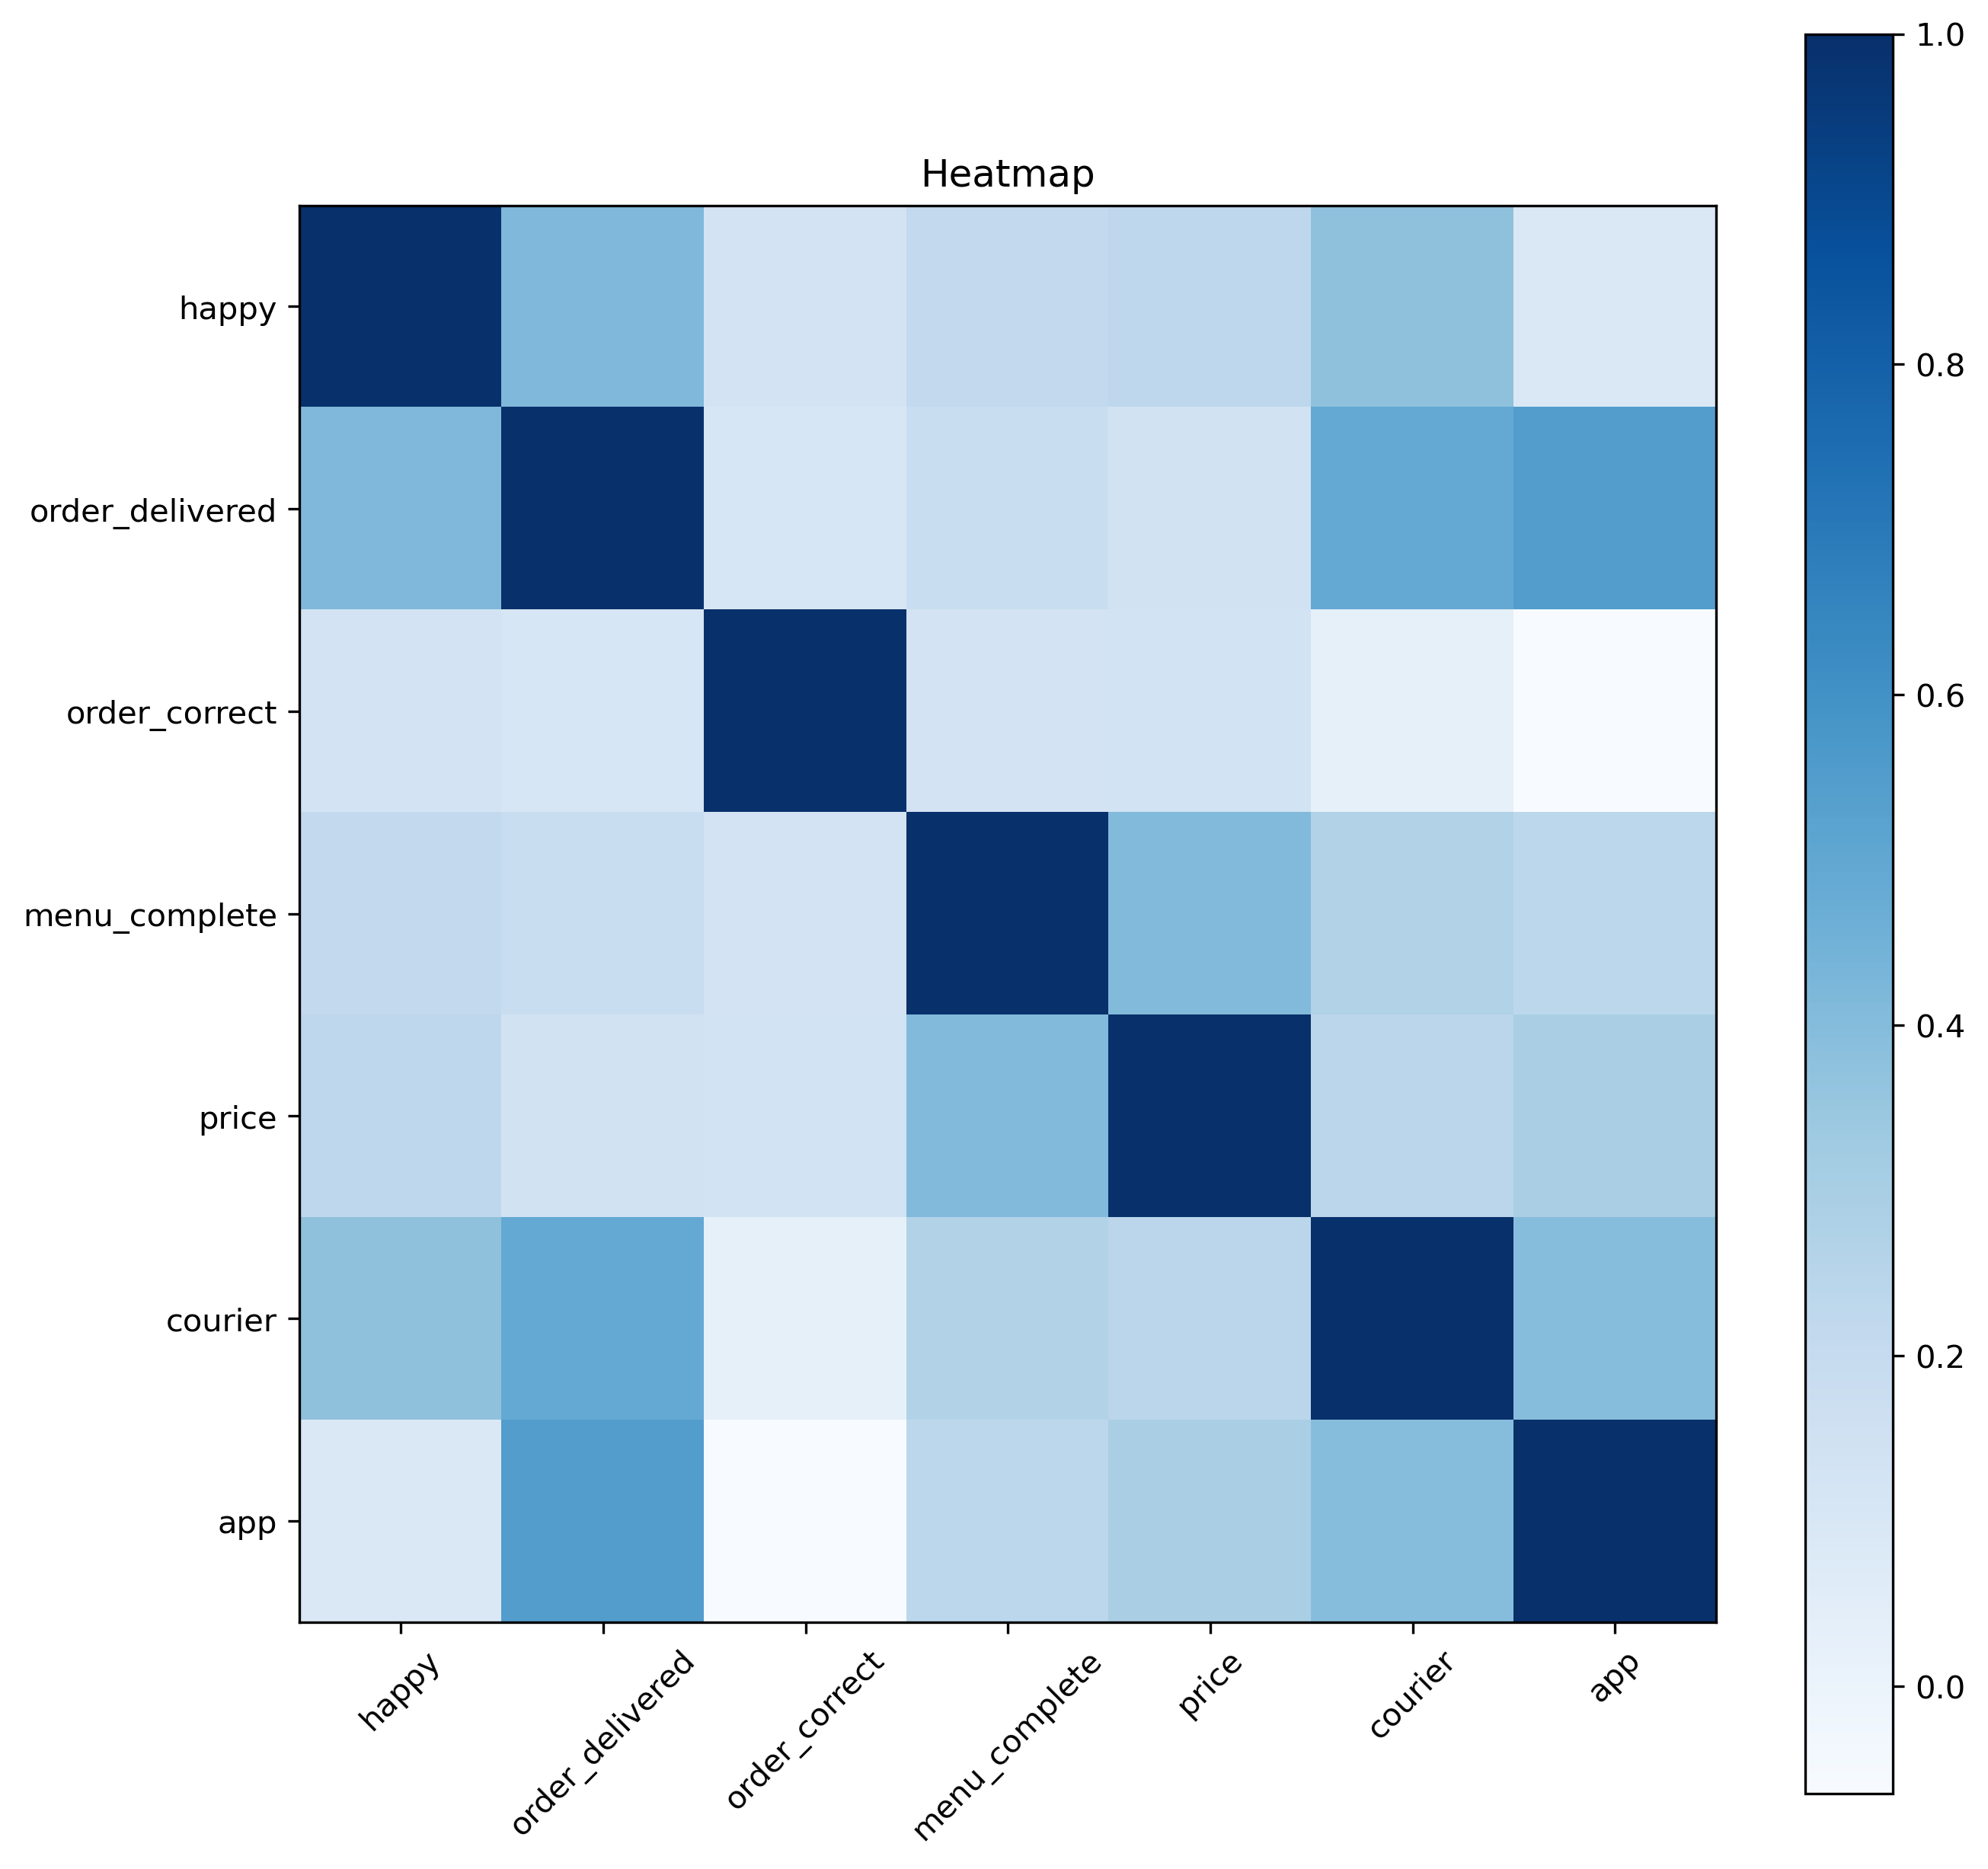 Heatmap
happy
order_delivered
order_correct
menu_complete
price
courier
app
happy
order_delivered
order_correct
menu_complete
price
courier
app
1.0
0.8
0.6
0.4
0.2
0.0